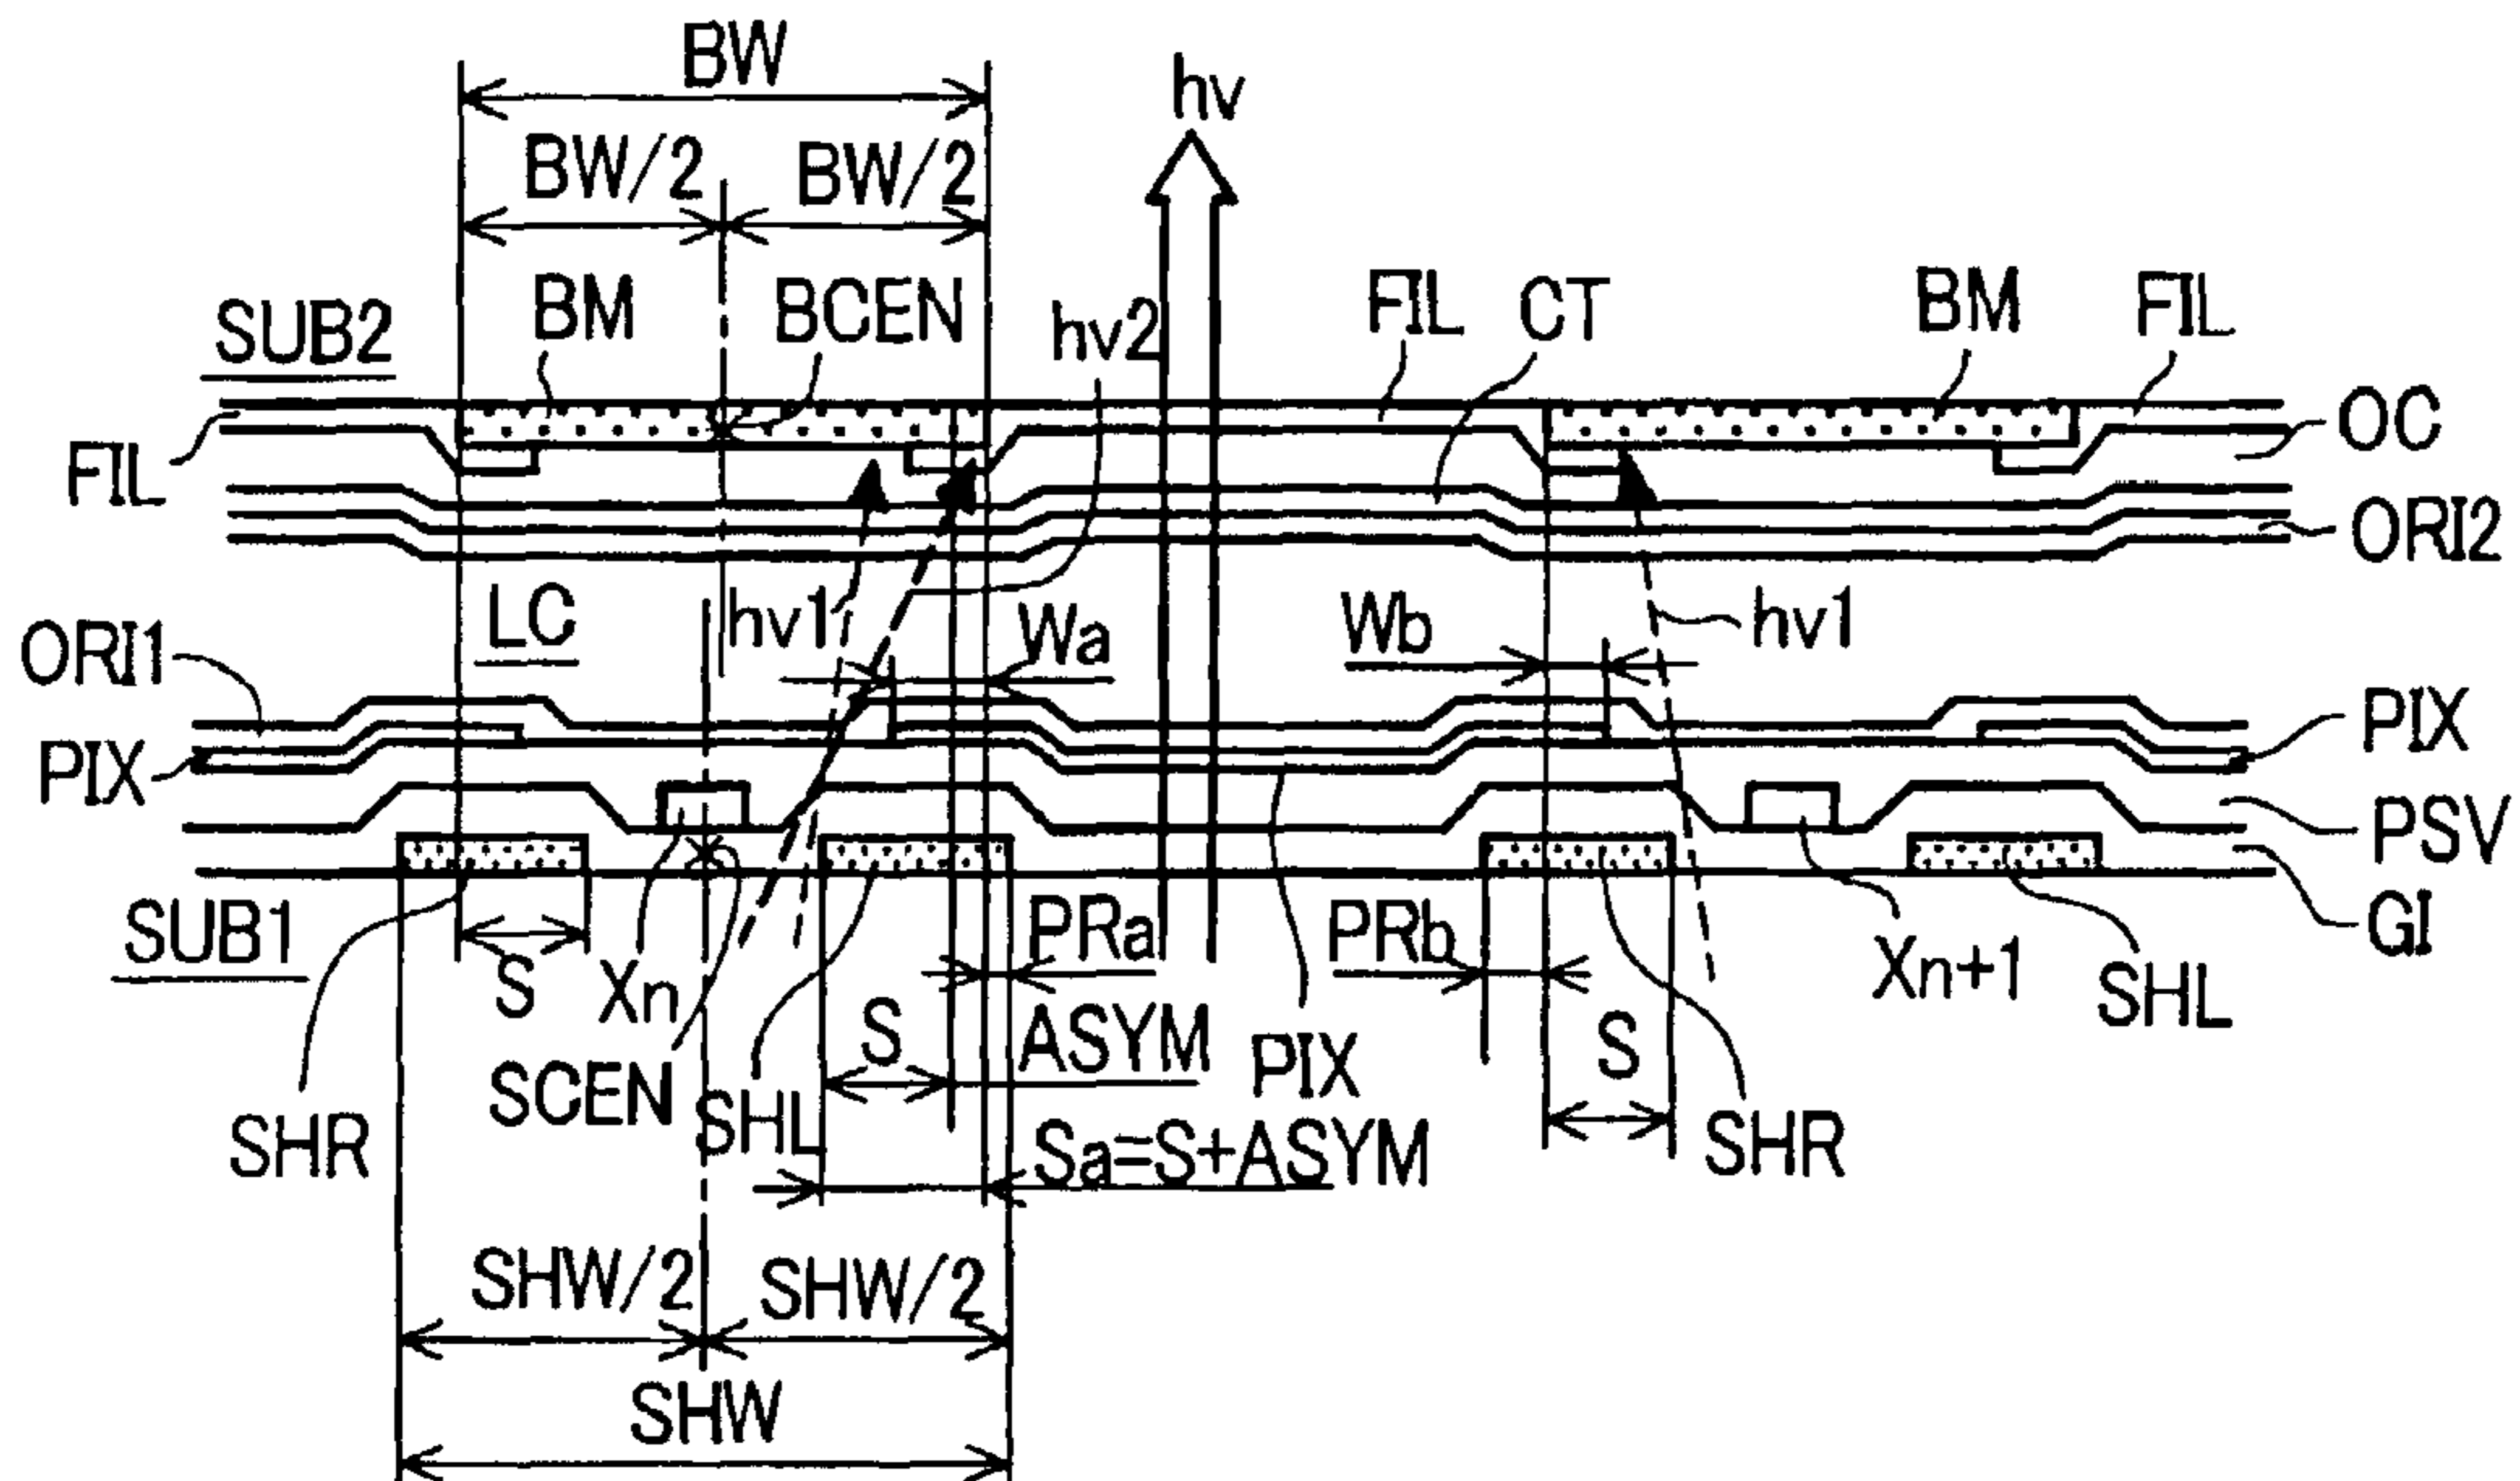 BW
hv
BW/2 BW/2
SUB2 BM BCEN hv2 FIL CT BM FIL
OC
FIL
ORI2
LC hv1 Wa Wb hv1
ORI1
PIX PIX
PSV
SUB1 PRa PRb GI
S Xn Xn+1 SHL
S ASYM PIX S
SCEN SHL
SHR Sa=S+ASYM SHR
SHW/2 SHW/2
SHW